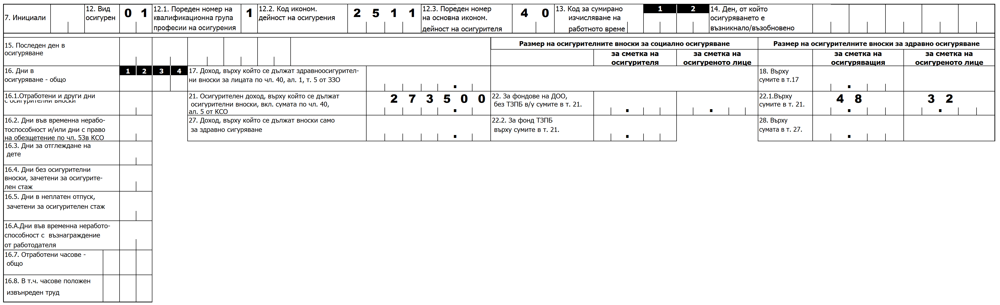 7. Инициали
12. Вид
осигурен
0 1
12.1. Пореден номер на
квалификационна група
професии на осигурения
1
12.2. Код иконом.
дейност на осигурения
2 5 1 1
12.3. Пореден номер
на основна иконом.
дейност на осигурителя
4 0
13. Код за сумирано
изчисляване на
работното време
1 2
14. Ден, от който
осигуряването е
възникнало/възобновено
15. Последен ден в
осигуряване
Размер на осигурителните вноски за социално осигуряване
за сметка на
осигурителя
за сметка на
осигуреното лице
Размер на осигурителните вноски за здравно осигуряване
за сметка на
осигуряващия
за сметка на
осигуреното лице
16. Дни в
осигуряване - общо
1 2 3 4
17. Доход, върху който се дължат здравноосигурител-
ни вноски за лицата по чл. 40, ал. 1, т. 5 от ЗЗО
.
18. Върху
сумите в т.17
.
16.1.Отработени и други дни
с осигурителни вноски
21. Осигурителен доход, върху който се дължат
осигурителни вноски, вкл. сумата по чл. 40,
ал. 5 от КСО
2 7 3 5 0 0
.
22. За фондове на ДОО,
без ТЗПБ в/у сумите в т. 21.
. .
22.1.Върху
сумите в т. 21.
4 8
.
3 2
.
16.2. Дни във временна нерабо-
тоспособност и/или дни с право
на обезщетение по чл. 53в КСО
27. Доход, върху който се дължат вноски само
за здравно сигуряване
.
22.2. За фонд ТЗПБ
върху сумите в т. 21.
.
28. Върху
сумата в т. 27.
.
16.3. Дни за отглеждане на
дете
16.4. Дни без осигурителни
вноски, зачетени за осигурите-
лен стаж
16.5. Дни в неплатен отпуск,
зачетени за осигурителен стаж
16.А.Дни във временна неработо-
способност с възнаграждение
от работодателя
16.7. Отработени часове -
общо
16.8. В т.ч. часове положен
извънреден труд